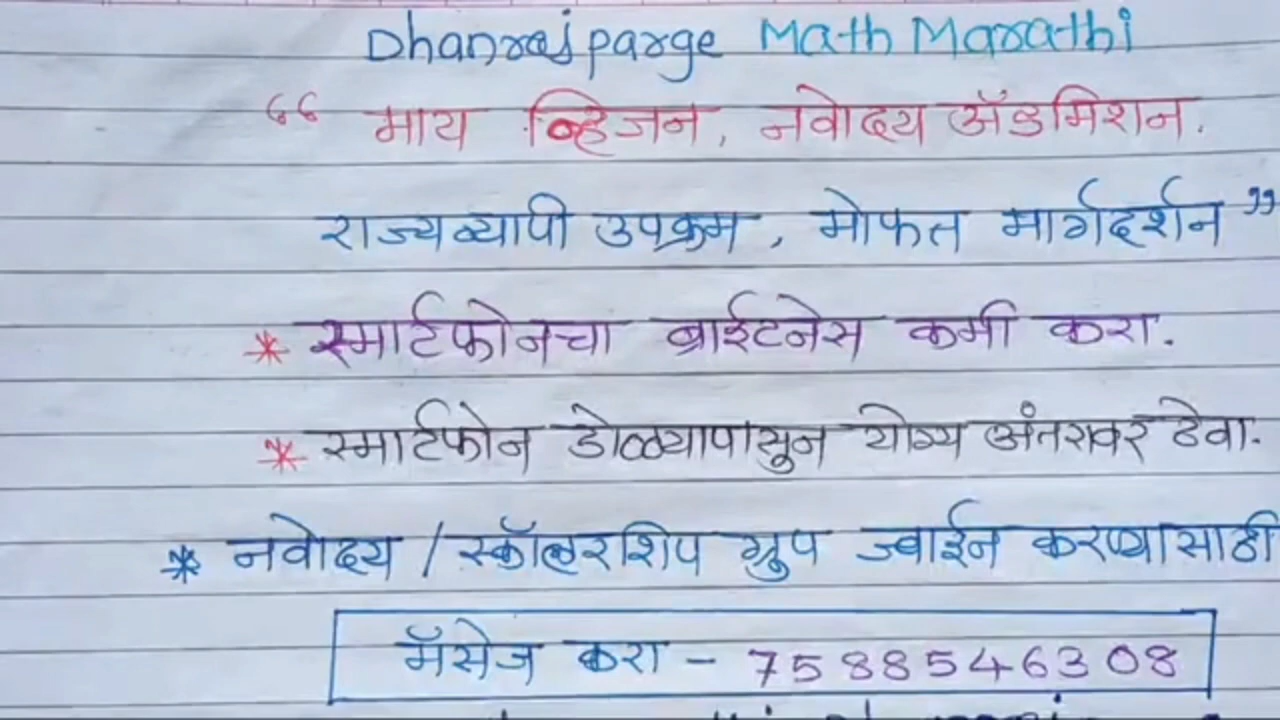 Dhanraj parge Math Marathi
“ माय व्हिजन, नवोदय ॲडमिशन.
राज्यव्यापी उपक्रम, मोफत मार्गदर्शन ”
* स्मार्टफोनचा ब्राईटनेस कमी करा.
* स्मार्टफोन डोळ्यापासून योग्य अंतरावर ठेवा.
* नवोदय / स्कॉलरशिप ग्रुप ज्वाईन करण्यासाठी
मॅसेज करा - 7588546308